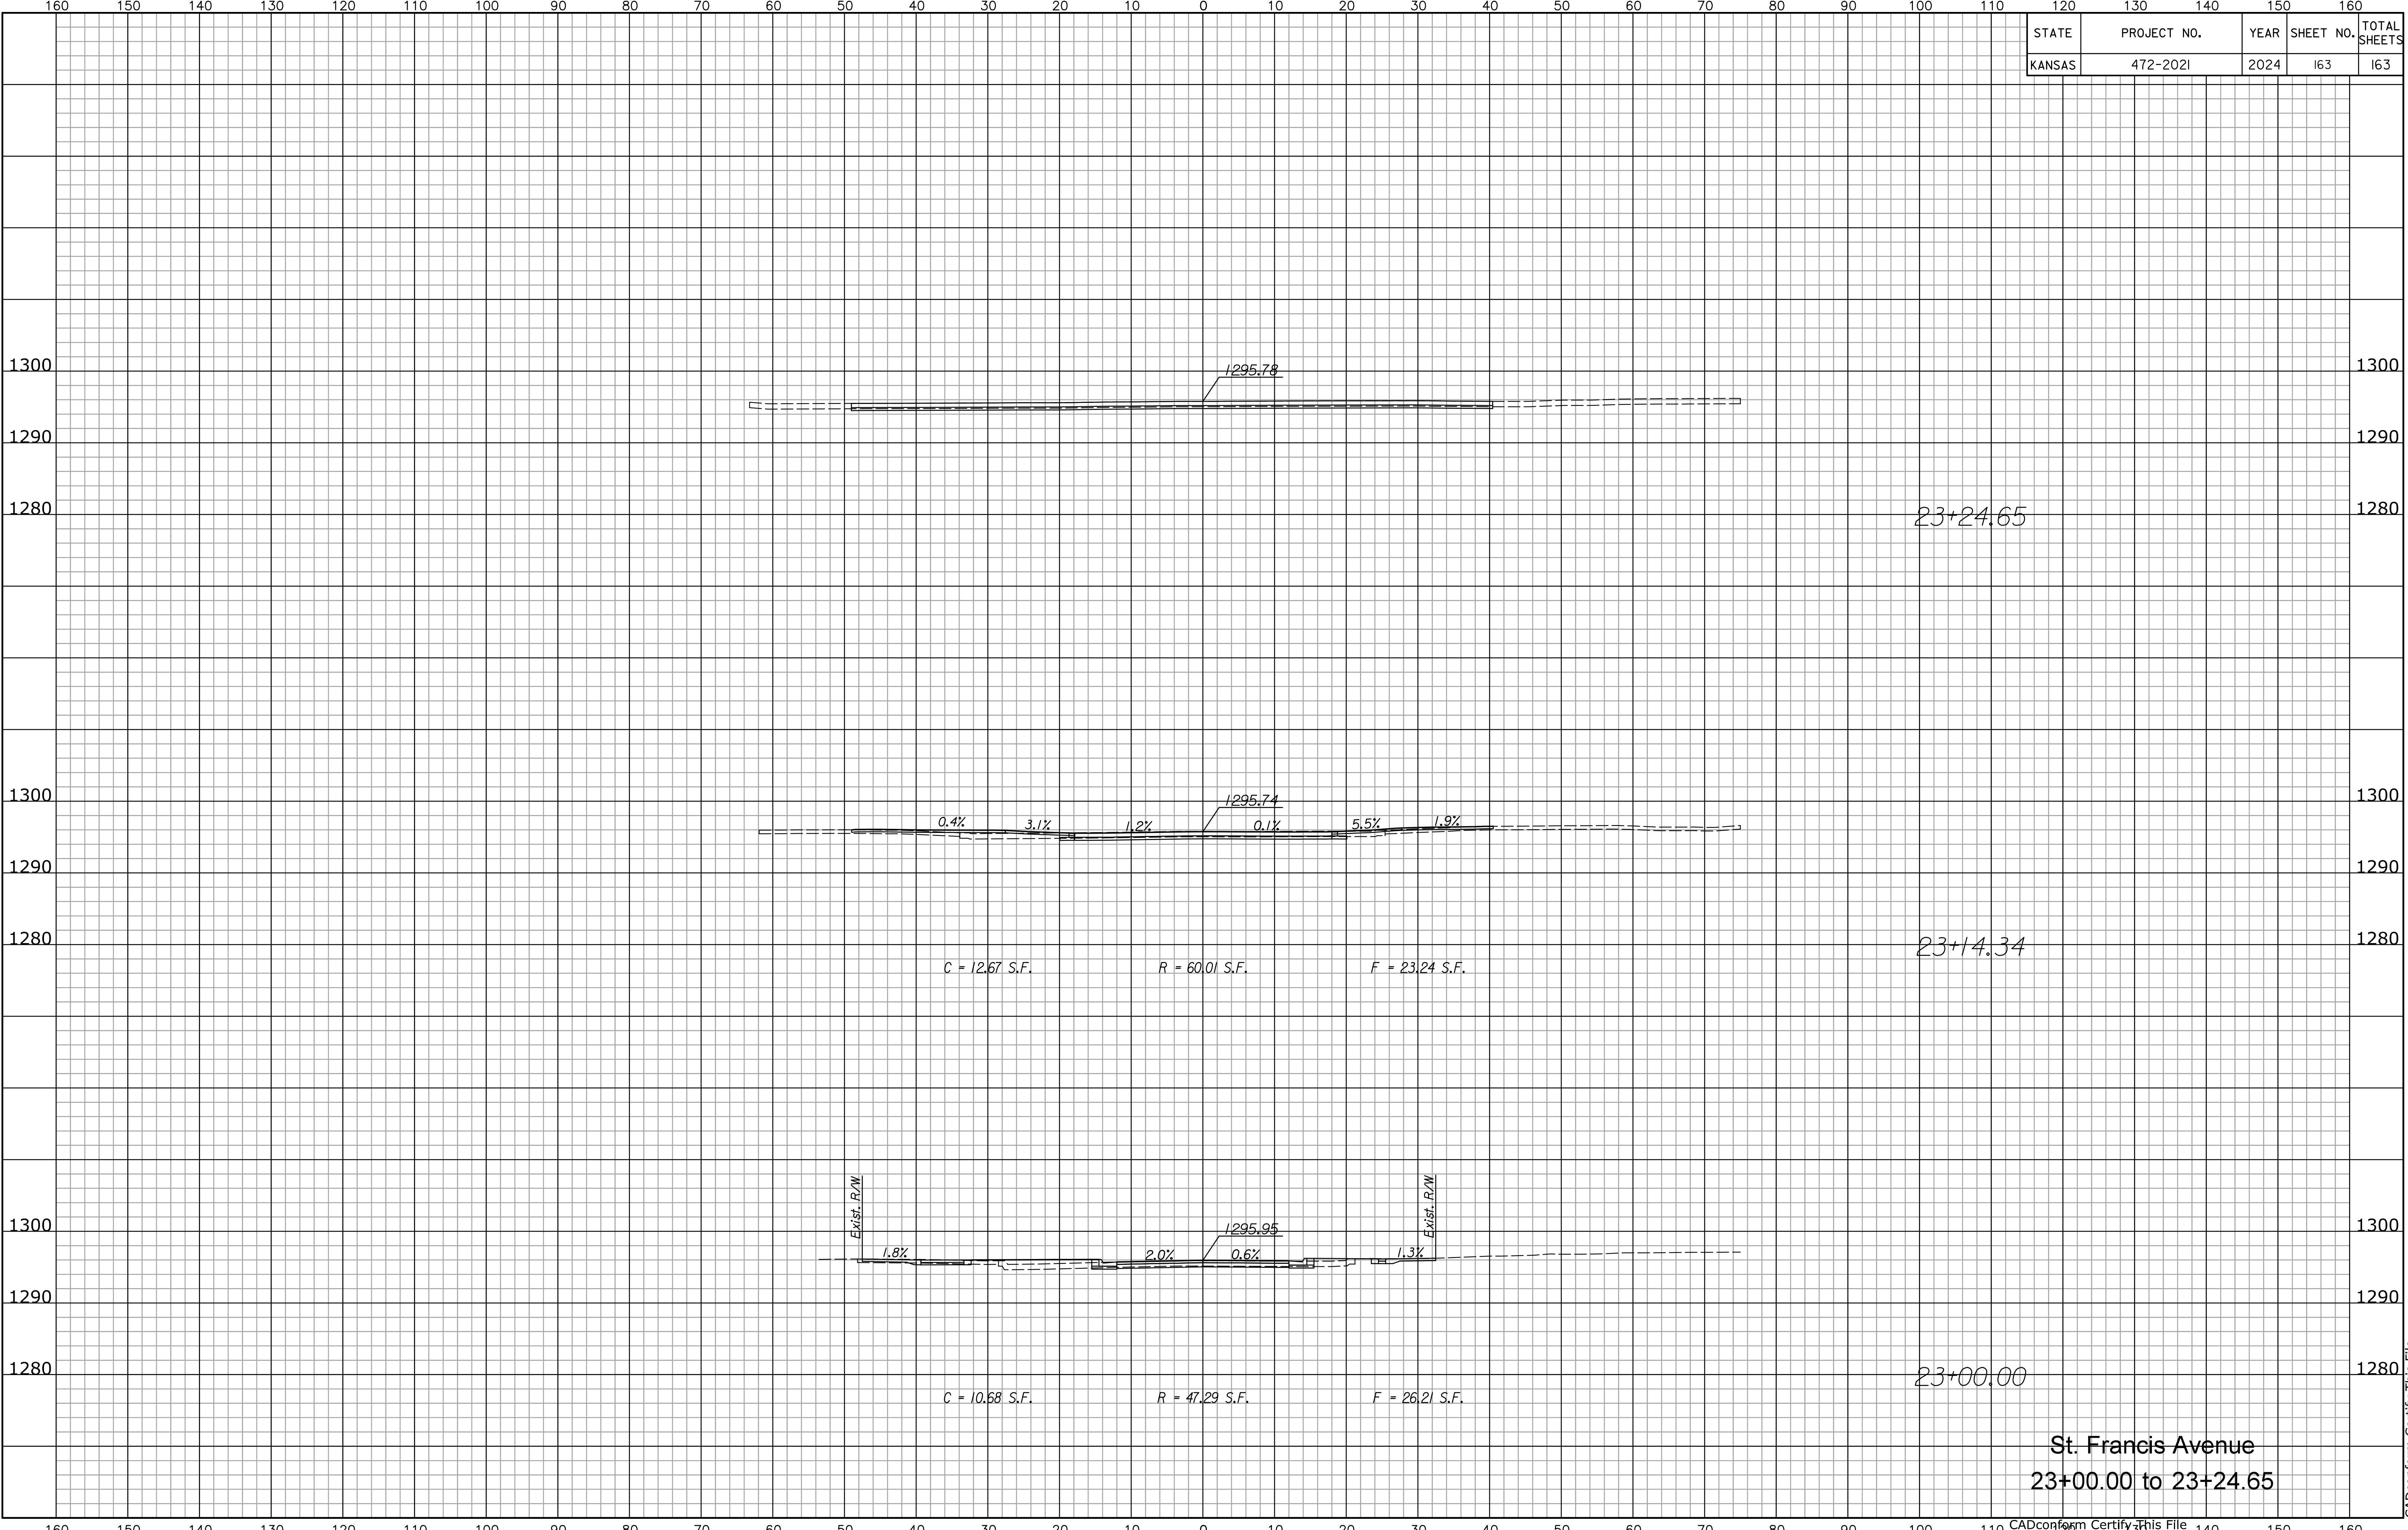 160 150 140 130 120 110 100 90 80 70 60 50 40 30 20 10 0 10 20 30 40 50 60 70 80 90 100 110 120 130 140 150 160
STATE PROJECT NO. YEAR SHEET NO. TOTAL SHEETS
KANSAS 472-2021 2024 163 163
1300 1295.78 1300
1290 1290
1280 23+24.65 1280
1300 1295.74 1300
0.4% 3.1% 1.2% 0.1% 5.5% 1.9%
1290 1290
1280 23+14.34 1280
C = 12.67 S.F. R = 60.01 S.F. F = 23.24 S.F.
Exist. R/W Exist. R/W
1300 1295.95 1300
1.8% 2.0% 0.6% 1.3%
1290 1290
1280 23+00.00 1280
C = 10.68 S.F. R = 47.29 S.F. F = 26.21 S.F.
St. Francis Avenue
23+00.00 to 23+24.65
160 150 140 130 120 110 100 90 80 70 60 50 40 30 20 10 0 10 20 30 40 50 60 70 80 90 100 110 120 130 140 150 160
CADconform Certify This File